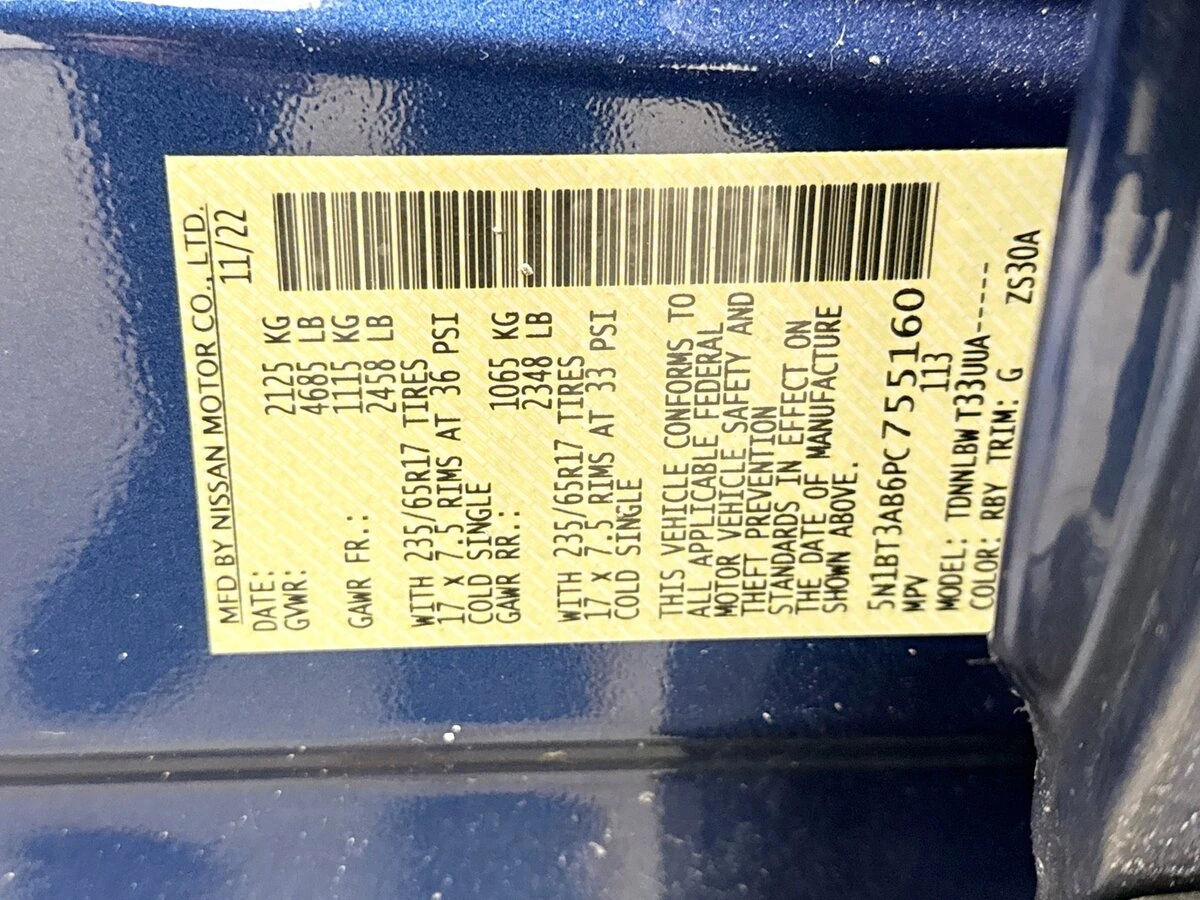 MFD BY NISSAN MOTOR CO., LTD.
DATE: 11/22
GVWR: 2125 KG
4685 LB
GAWR FR.: 1115 KG
2458 LB
WITH 235/65R17 TIRES
17 X 7.5 RIMS AT 36 PSI
COLD SINGLE
GAWR RR.: 1065 KG
2348 LB
WITH 235/65R17 TIRES
17 X 7.5 RIMS AT 33 PSI
COLD SINGLE
THIS VEHICLE CONFORMS TO
ALL APPLICABLE FEDERAL
MOTOR VEHICLE SAFETY AND
THEFT PREVENTION
STANDARDS IN EFFECT ON
THE DATE OF MANUFACTURE
SHOWN ABOVE.
5N1BT3AB6PC755160
MPV 113
MODEL: TDNNLBW T33UUA-----
COLOR: RBY TRIM: G ZS30A